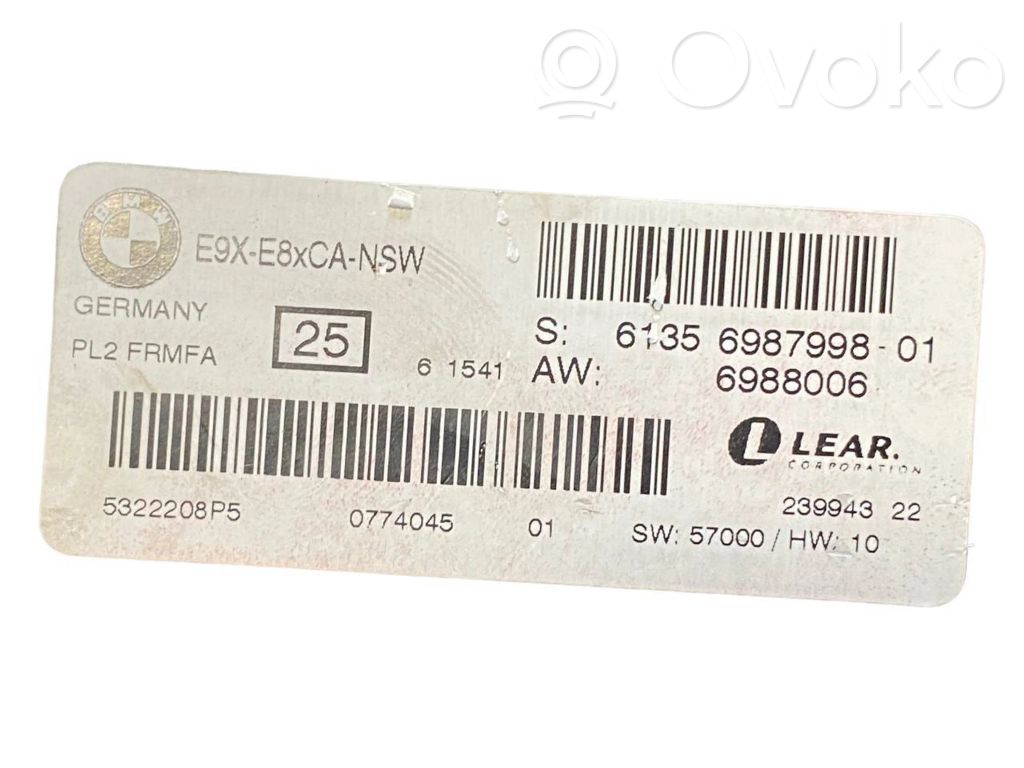 Ovoko
BMW
E9X-E8xCA-NSW
GERMANY
PL2 FRMFA
25
6 1541
S: 6135 6987998-01
AW: 6988006
LEAR.
CORPORATION
5322208P5 0774045 01
239943 22
SW: 57000 / HW: 10